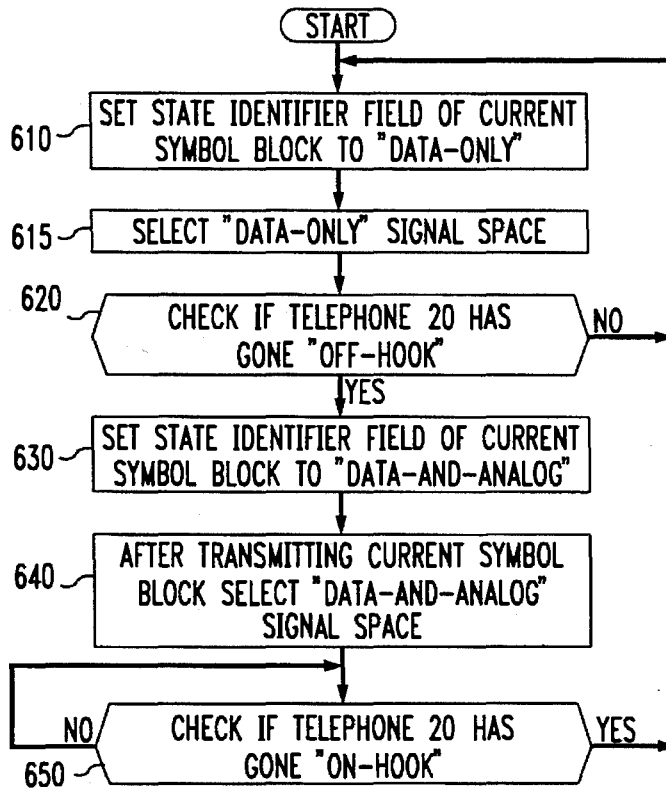 START
610
SET STATE IDENTIFIER FIELD OF CURRENT
SYMBOL BLOCK TO "DATA-ONLY"
615
SELECT "DATA-ONLY" SIGNAL SPACE
620
CHECK IF TELEPHONE 20 HAS
GONE "OFF-HOOK"
NO
YES
630
SET STATE IDENTIFIER FIELD OF CURRENT
SYMBOL BLOCK TO "DATA-AND-ANALOG"
640
AFTER TRANSMITTING CURRENT SYMBOL
BLOCK SELECT "DATA-AND-ANALOG"
SIGNAL SPACE
NO
CHECK IF TELEPHONE 20 HAS
GONE "ON-HOOK"
YES
650